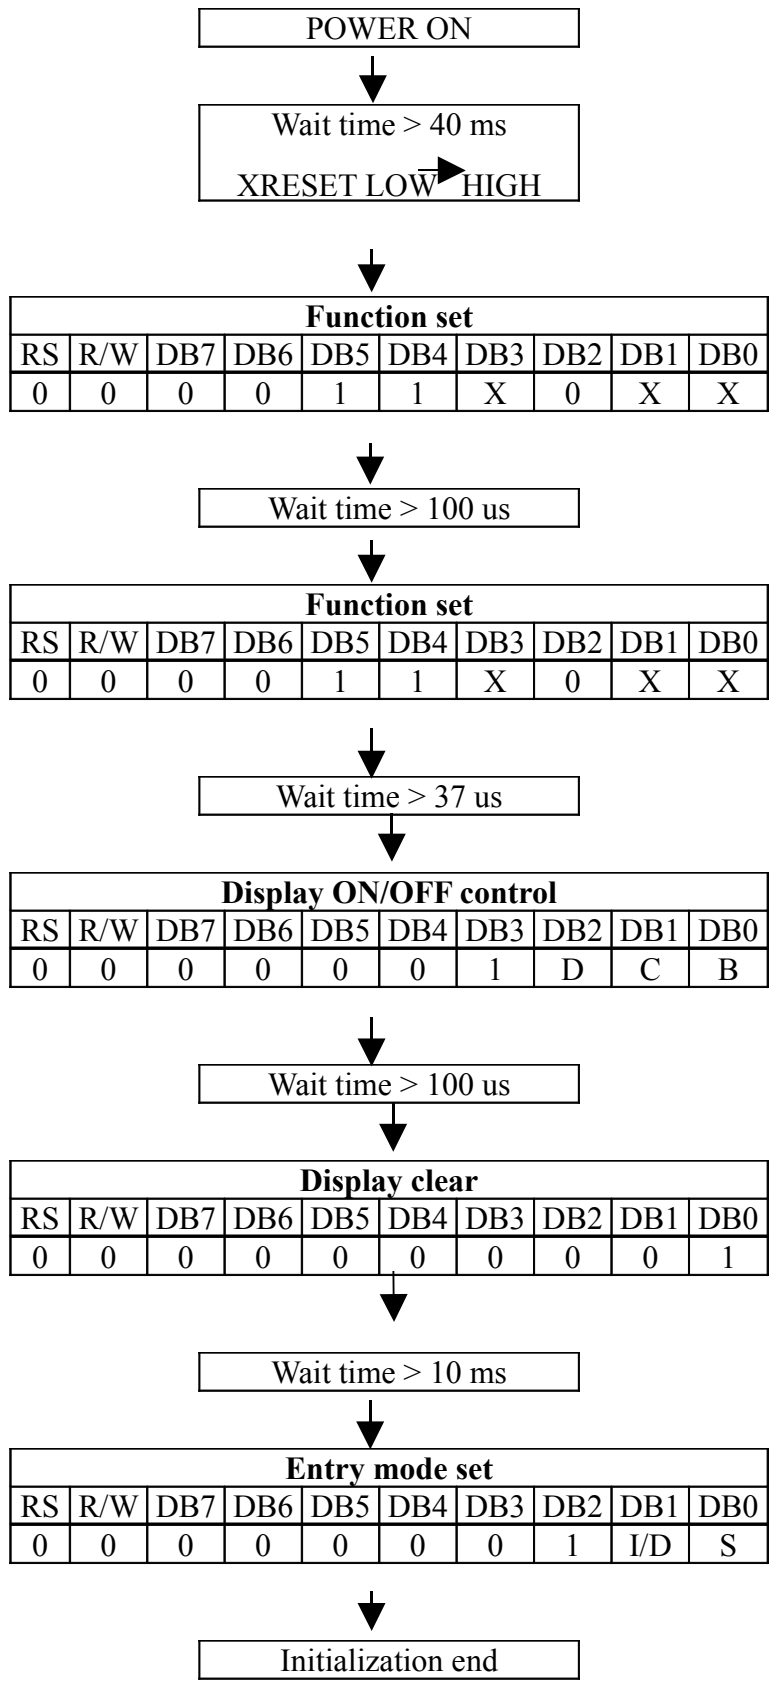 POWER ON
Wait time > 40 ms
XRESET LOW HIGH
Function set
RS R/W DB7 DB6 DB5 DB4 DB3 DB2 DB1 DB0
0 0 0 0 1 1 X 0 X X
Wait time > 100 us
Function set
RS R/W DB7 DB6 DB5 DB4 DB3 DB2 DB1 DB0
0 0 0 0 1 1 X 0 X X
Wait time > 37 us
Display ON/OFF control
RS R/W DB7 DB6 DB5 DB4 DB3 DB2 DB1 DB0
0 0 0 0 0 0 1 D C B
Wait time > 100 us
Display clear
RS R/W DB7 DB6 DB5 DB4 DB3 DB2 DB1 DB0
0 0 0 0 0 0 0 0 0 1
Wait time > 10 ms
Entry mode set
RS R/W DB7 DB6 DB5 DB4 DB3 DB2 DB1 DB0
0 0 0 0 0 0 0 1 I/D S
Initialization end